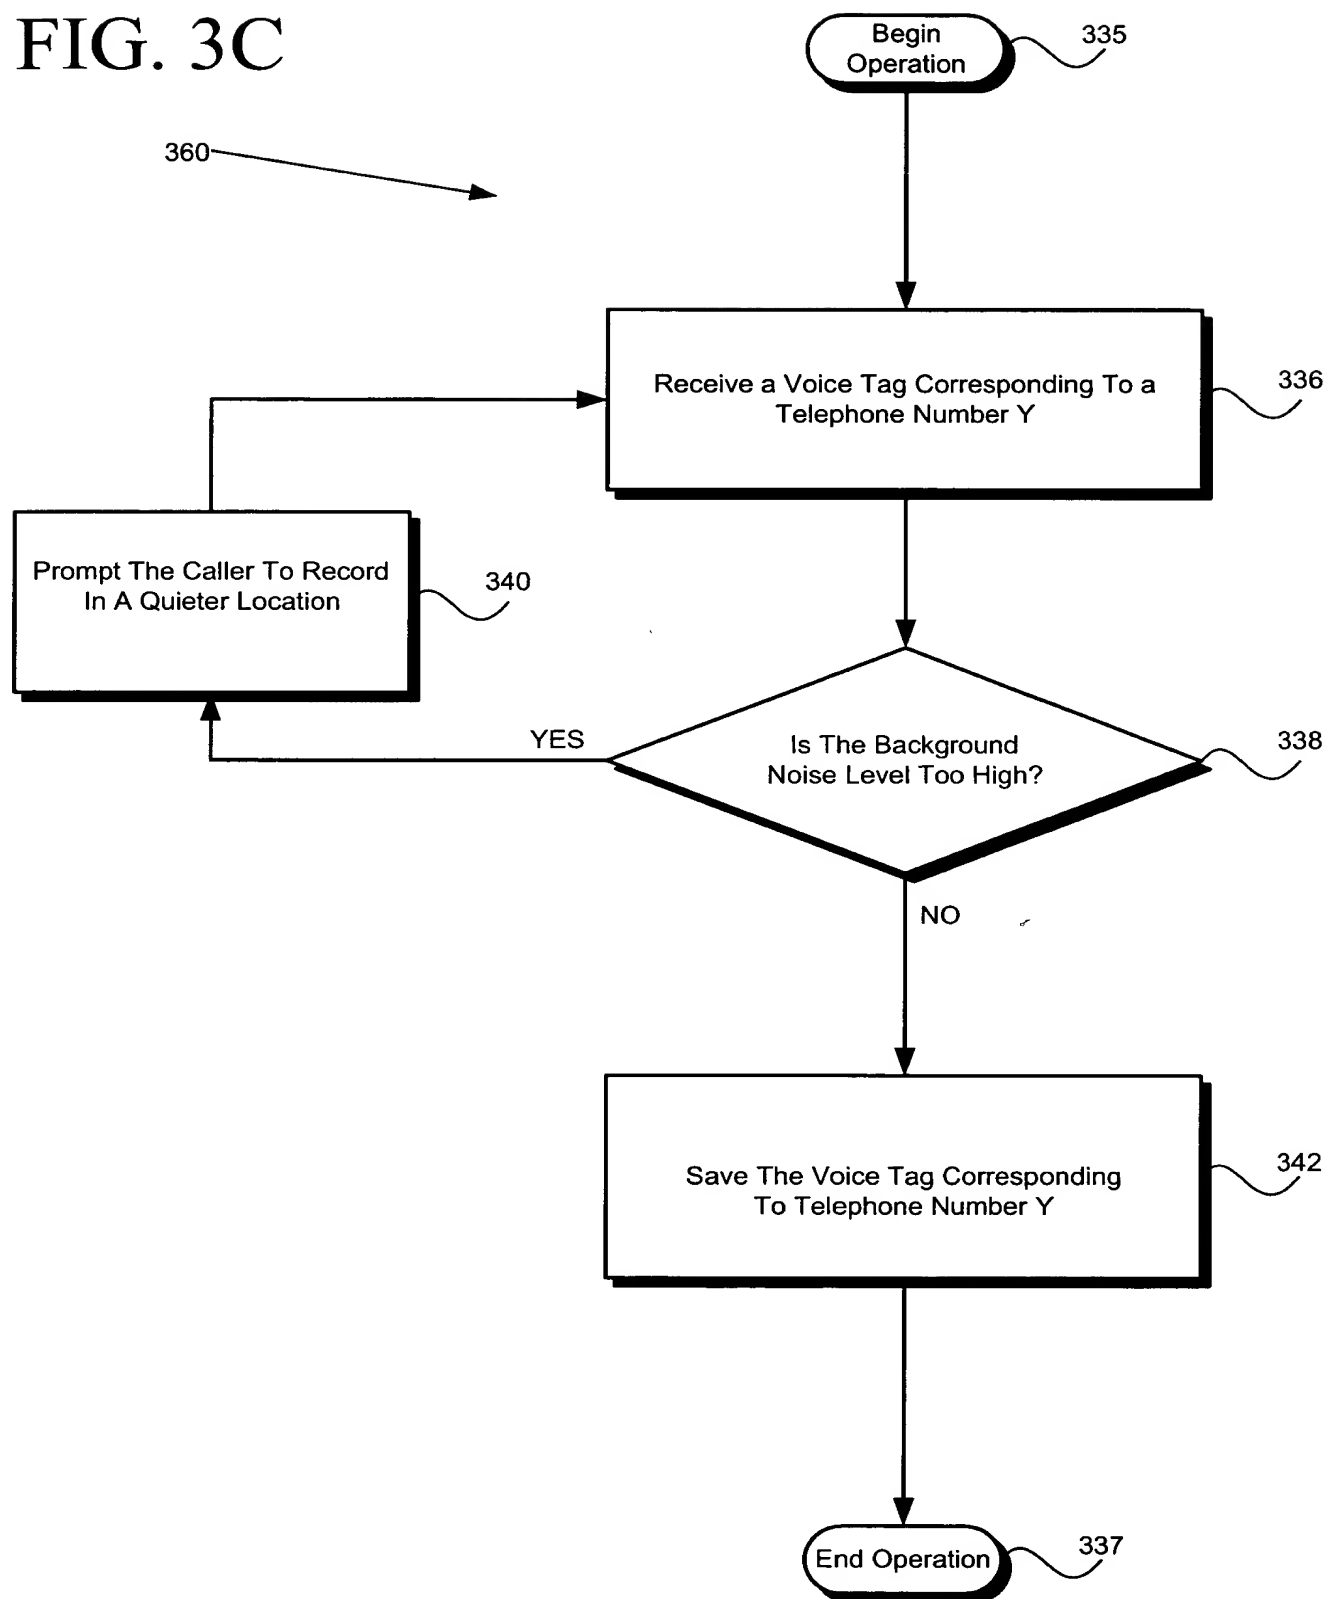 FIG. 3C
Begin
Operation
335
360
Receive a Voice Tag Corresponding To a
Telephone Number Y
336
Prompt The Caller To Record
In A Quieter Location
340
YES
Is The Background
Noise Level Too High?
338
NO
Save The Voice Tag Corresponding
To Telephone Number Y
342
End Operation
337